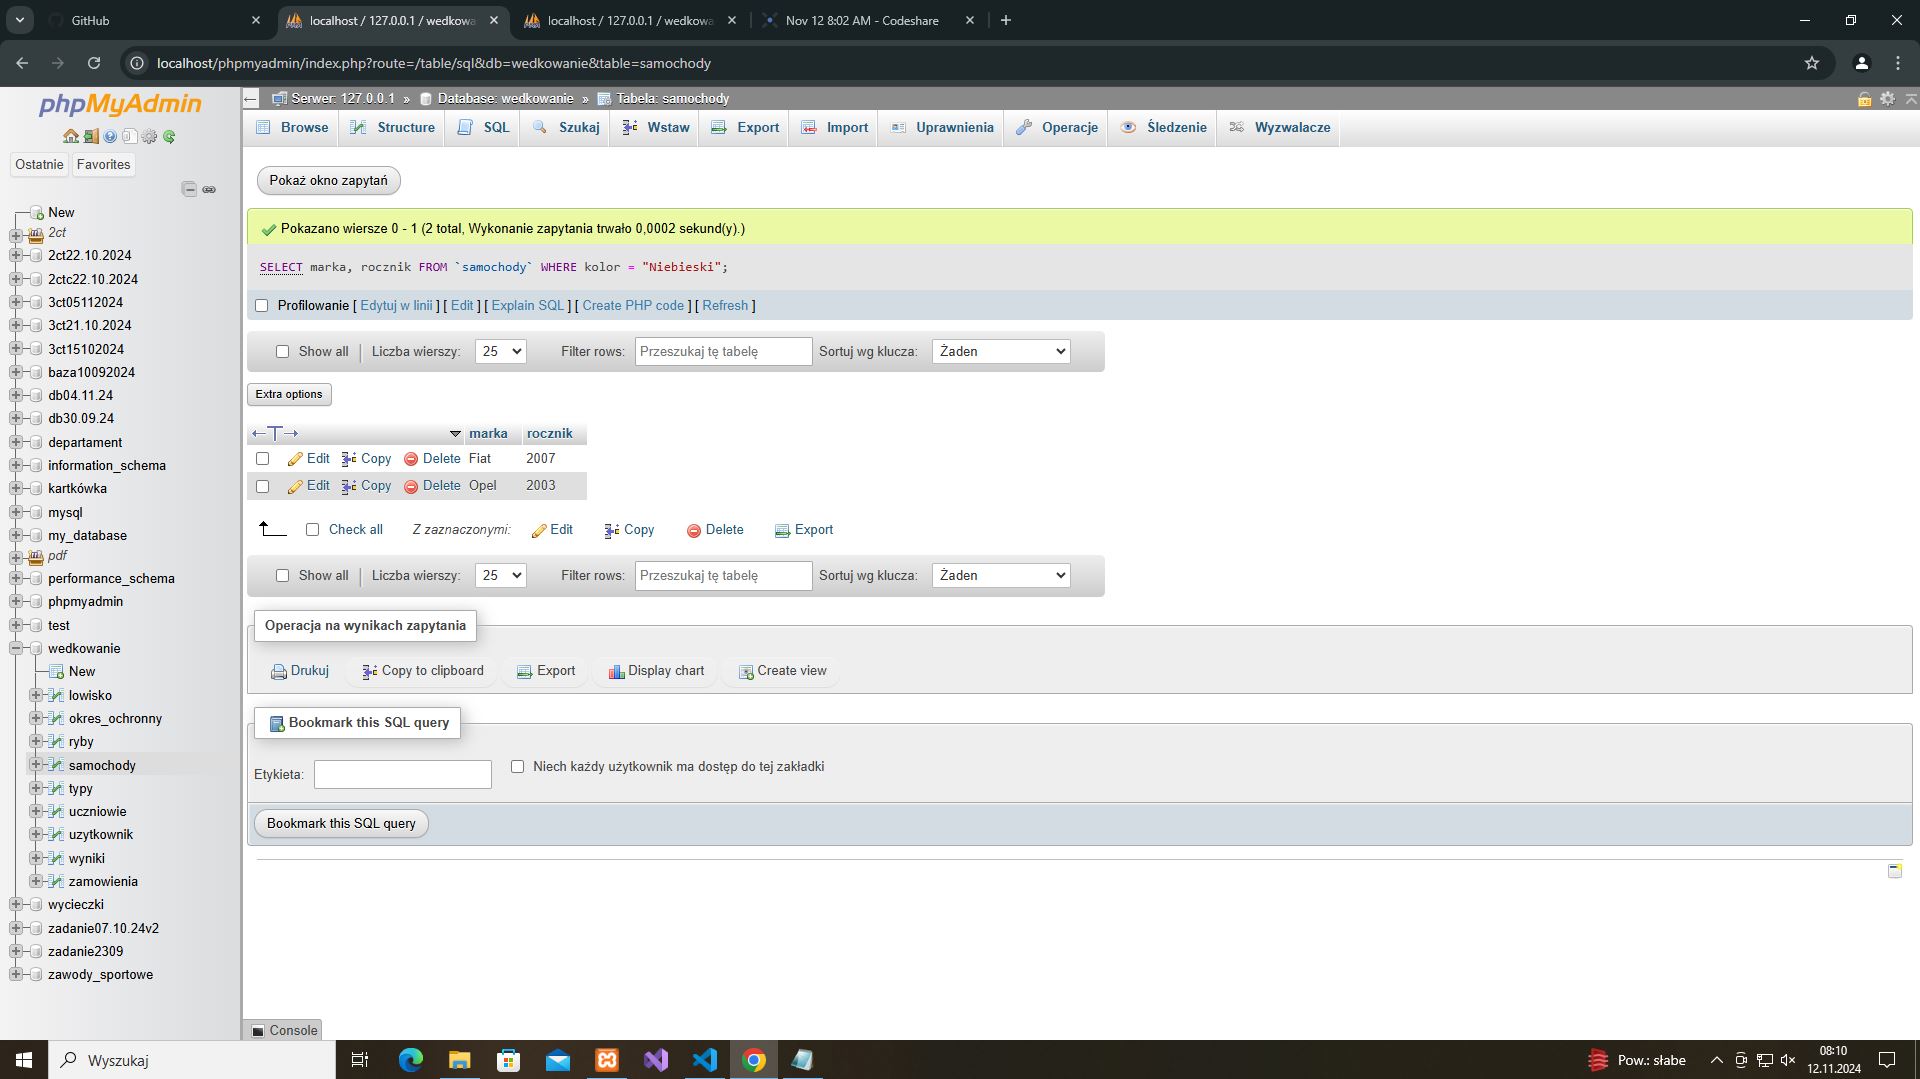 GitHub
localhost / 127.0.0.1 / wedkowa
localhost / 127.0.0.1 / wedkowa
Nov 12 8:02 AM - Codeshare
localhost/phpmyadmin/index.php?route=/table/sql&db=wedkowanie&table=samochody
phpMyAdmin
Ostatnie
Favorites
New
2ct
2ct22.10.2024
2ctc22.10.2024
3ct05112024
3ct21.10.2024
3ct15102024
baza10092024
db04.11.24
db30.09.24
departament
information_schema
kartkówka
mysql
my_database
pdf
performance_schema
phpmyadmin
test
wedkowanie
New
lowisko
okres_ochronny
ryby
samochody
typy
uczniowie
uzytkownik
wyniki
zamowienia
wycieczki
zadanie07.10.24v2
zadanie2309
zawody_sportowe
Serwer: 127.0.0.1 » Database: wedkowanie » Tabela: samochody
Browse Structure SQL Szukaj Wstaw Export Import Uprawnienia Operacje Śledzenie Wyzwalacze
Pokaż okno zapytań
Pokazano wiersze 0 - 1 (2 total, Wykonanie zapytania trwało 0,0002 sekund(y).)
SELECT marka, rocznik FROM `samochody` WHERE kolor = "Niebieski";
Profilowanie [ Edytuj w linii ] [ Edit ] [ Explain SQL ] [ Create PHP code ] [ Refresh ]
Show all Liczba wierszy: 25 Filter rows: Przeszukaj tę tabelę Sortuj wg klucza: Żaden
Extra options
marka rocznik
Edit Copy Delete Fiat 2007
Edit Copy Delete Opel 2003
Check all Z zaznaczonymi: Edit Copy Delete Export
Show all Liczba wierszy: 25 Filter rows: Przeszukaj tę tabelę Sortuj wg klucza: Żaden
Operacja na wynikach zapytania
Drukuj Copy to clipboard Export Display chart Create view
Bookmark this SQL query
Etykieta: Niech każdy użytkownik ma dostęp do tej zakładki
Bookmark this SQL query
Console
Wyszukaj
Pow.: słabe
08:10
12.11.2024